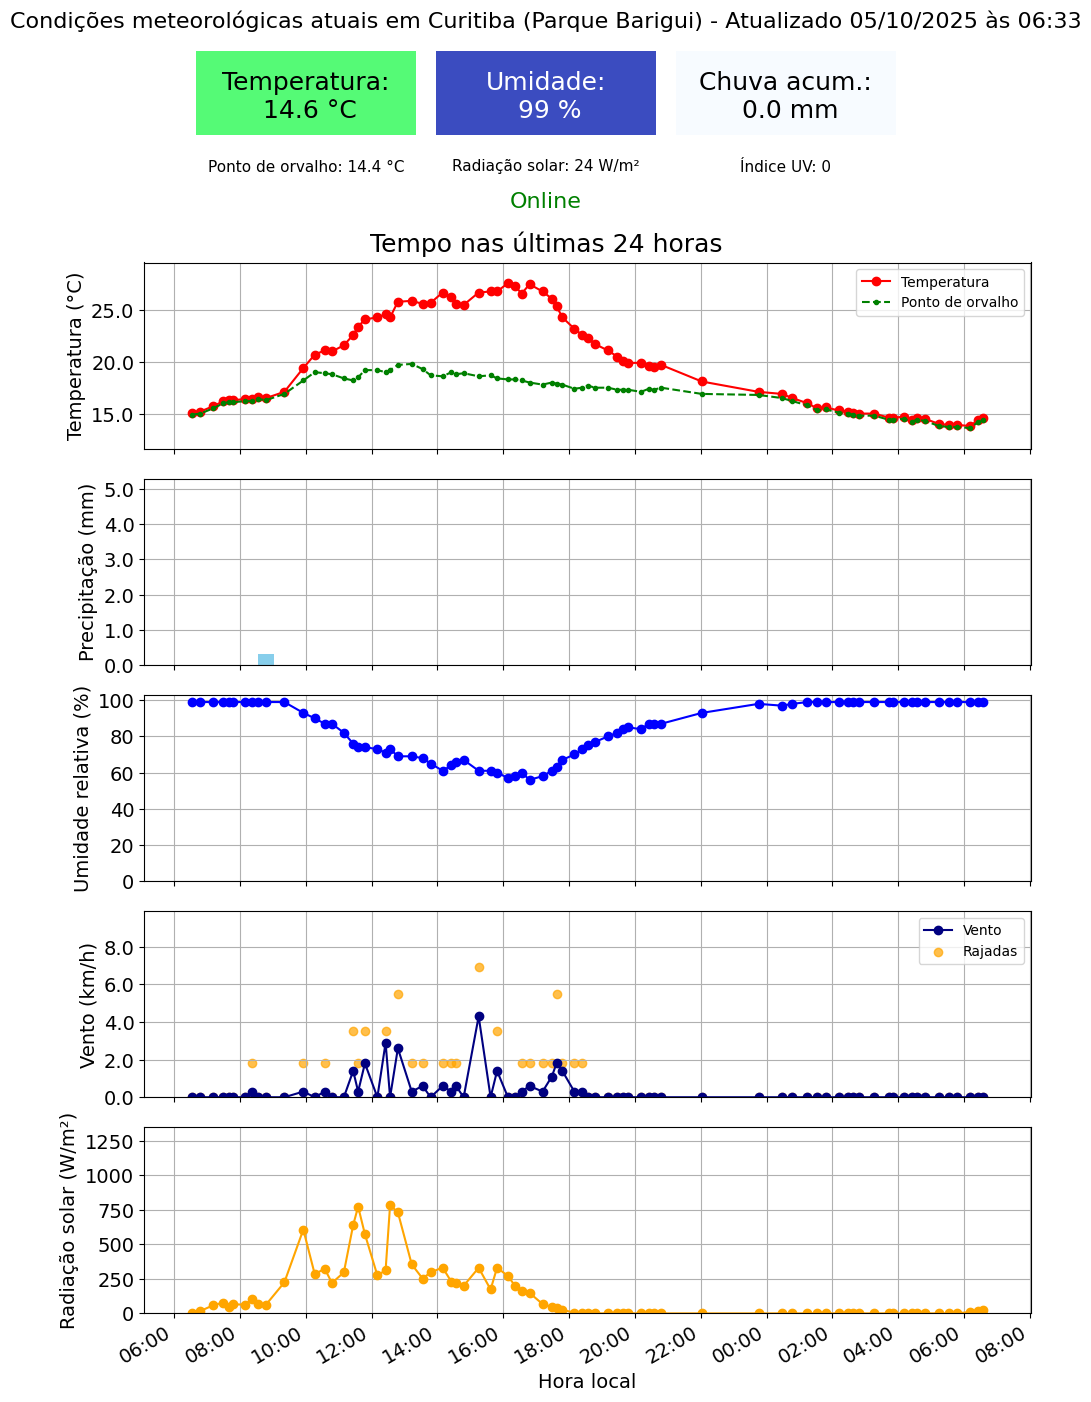 Condições meteorológicas atuais em Curitiba (Parque Barigui) - Atualizado 05/10/2025 às 06:33
Temperatura:
14.6 °C
Umidade:
99 %
Chuva acum.:
0.0 mm
Ponto de orvalho: 14.4 °C
Radiação solar: 24 W/m²
Índice UV: 0
Online
Tempo nas últimas 24 horas
Temperatura (°C)
25.0
20.0
15.0
Temperatura
Ponto de orvalho
Precipitação (mm)
5.0
4.0
3.0
2.0
1.0
0.0
Umidade relativa (%)
100
80
60
40
20
0
Vento (km/h)
8.0
6.0
4.0
2.0
0.0
Vento
Rajadas
Radiação solar (W/m²)
1250
1000
750
500
250
0
06:00
08:00
10:00
12:00
14:00
16:00
18:00
20:00
22:00
00:00
02:00
04:00
06:00
08:00
Hora local